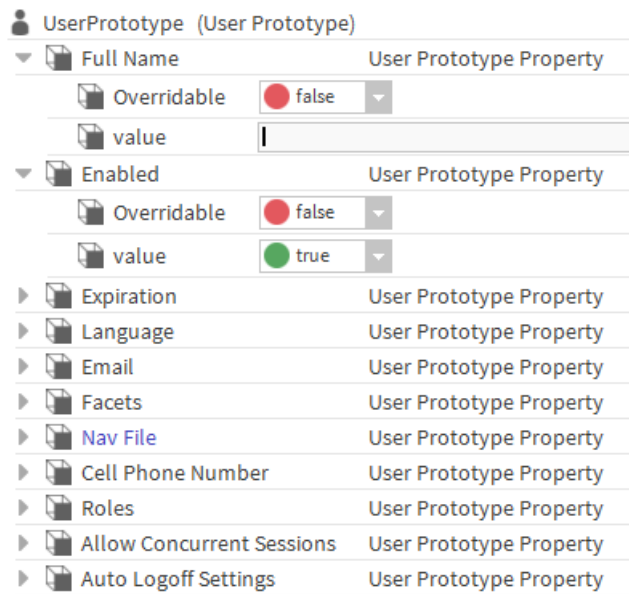 UserPrototype (User Prototype)
Full Name User Prototype Property
Overridable false
value
Enabled User Prototype Property
Overridable false
value true
Expiration User Prototype Property
Language User Prototype Property
Email User Prototype Property
Facets User Prototype Property
Nav File User Prototype Property
Cell Phone Number User Prototype Property
Roles User Prototype Property
Allow Concurrent Sessions User Prototype Property
Auto Logoff Settings User Prototype Property